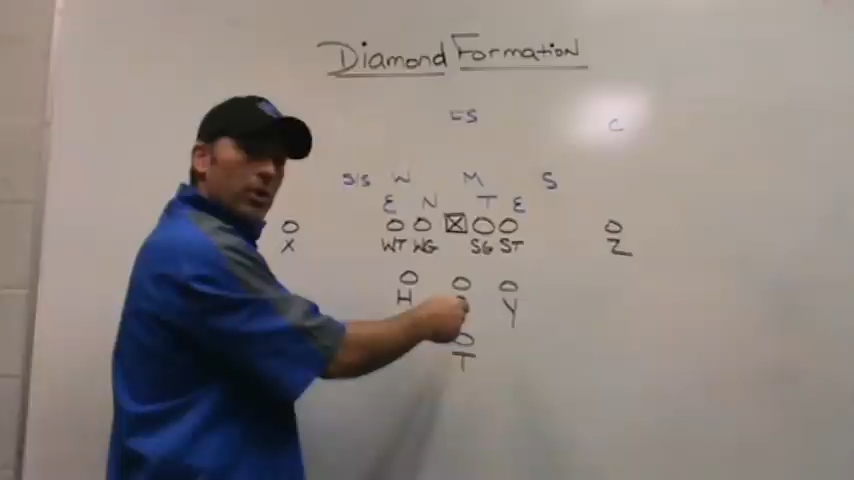 Diamond Formation
FS C
S/S W M S
E N T E
X WT WG SG ST Z
H Y
T